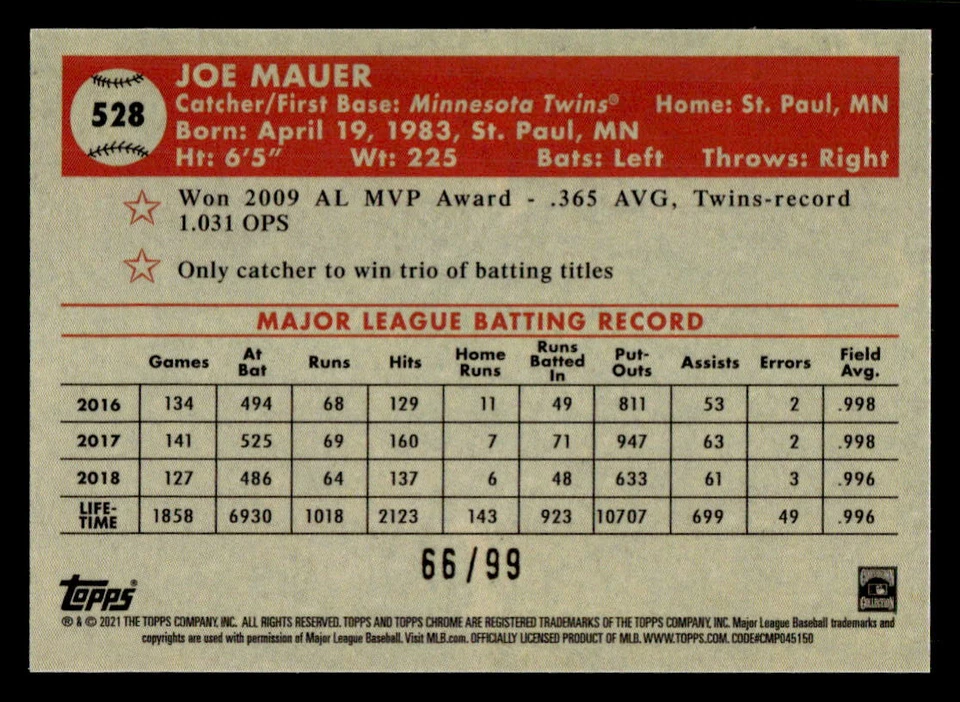 528
JOE MAUER
Catcher/First Base: Minnesota Twins® Home: St. Paul, MN
Born: April 19, 1983, St. Paul, MN
Ht: 6'5" Wt: 225 Bats: Left Throws: Right
Won 2009 AL MVP Award - .365 AVG, Twins-record
1.031 OPS
Only catcher to win trio of batting titles
MAJOR LEAGUE BATTING RECORD
Games At Bat Runs Hits Home Runs Runs Batted In Put-Outs Assists Errors Field Avg.
2016 134 494 68 129 11 49 811 53 2 .998
2017 141 525 69 160 7 71 947 63 2 .998
2018 127 486 64 137 6 48 633 61 3 .996
LIFE-TIME 1858 6930 1018 2123 143 923 10707 699 49 .996
66/99
Topps®
® & © 2021 THE TOPPS COMPANY, INC. ALL RIGHTS RESERVED. TOPPS AND TOPPS CHROME ARE REGISTERED TRADEMARKS OF THE TOPPS COMPANY, INC. Major League Baseball trademarks and
copyrights are used with permission of Major League Baseball. Visit MLB.com. OFFICIALLY LICENSED PRODUCT OF MLB. WWW.TOPPS.COM. CODE#CMP045150